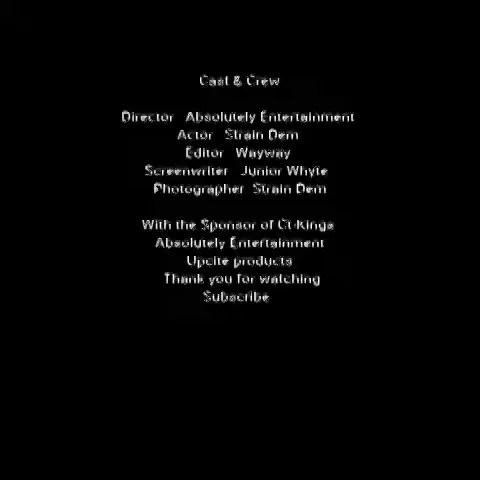 Cast & Crew
Director Absolutely Entertainment
Actor Strain Dem
Editor Wayway
Screenwriter Junior Whyte
Photographer Strain Dem
With the Sponsor of Ct-Kings
Absolutely Entertainment
Upcite products
Thank you for watching
Subscribe